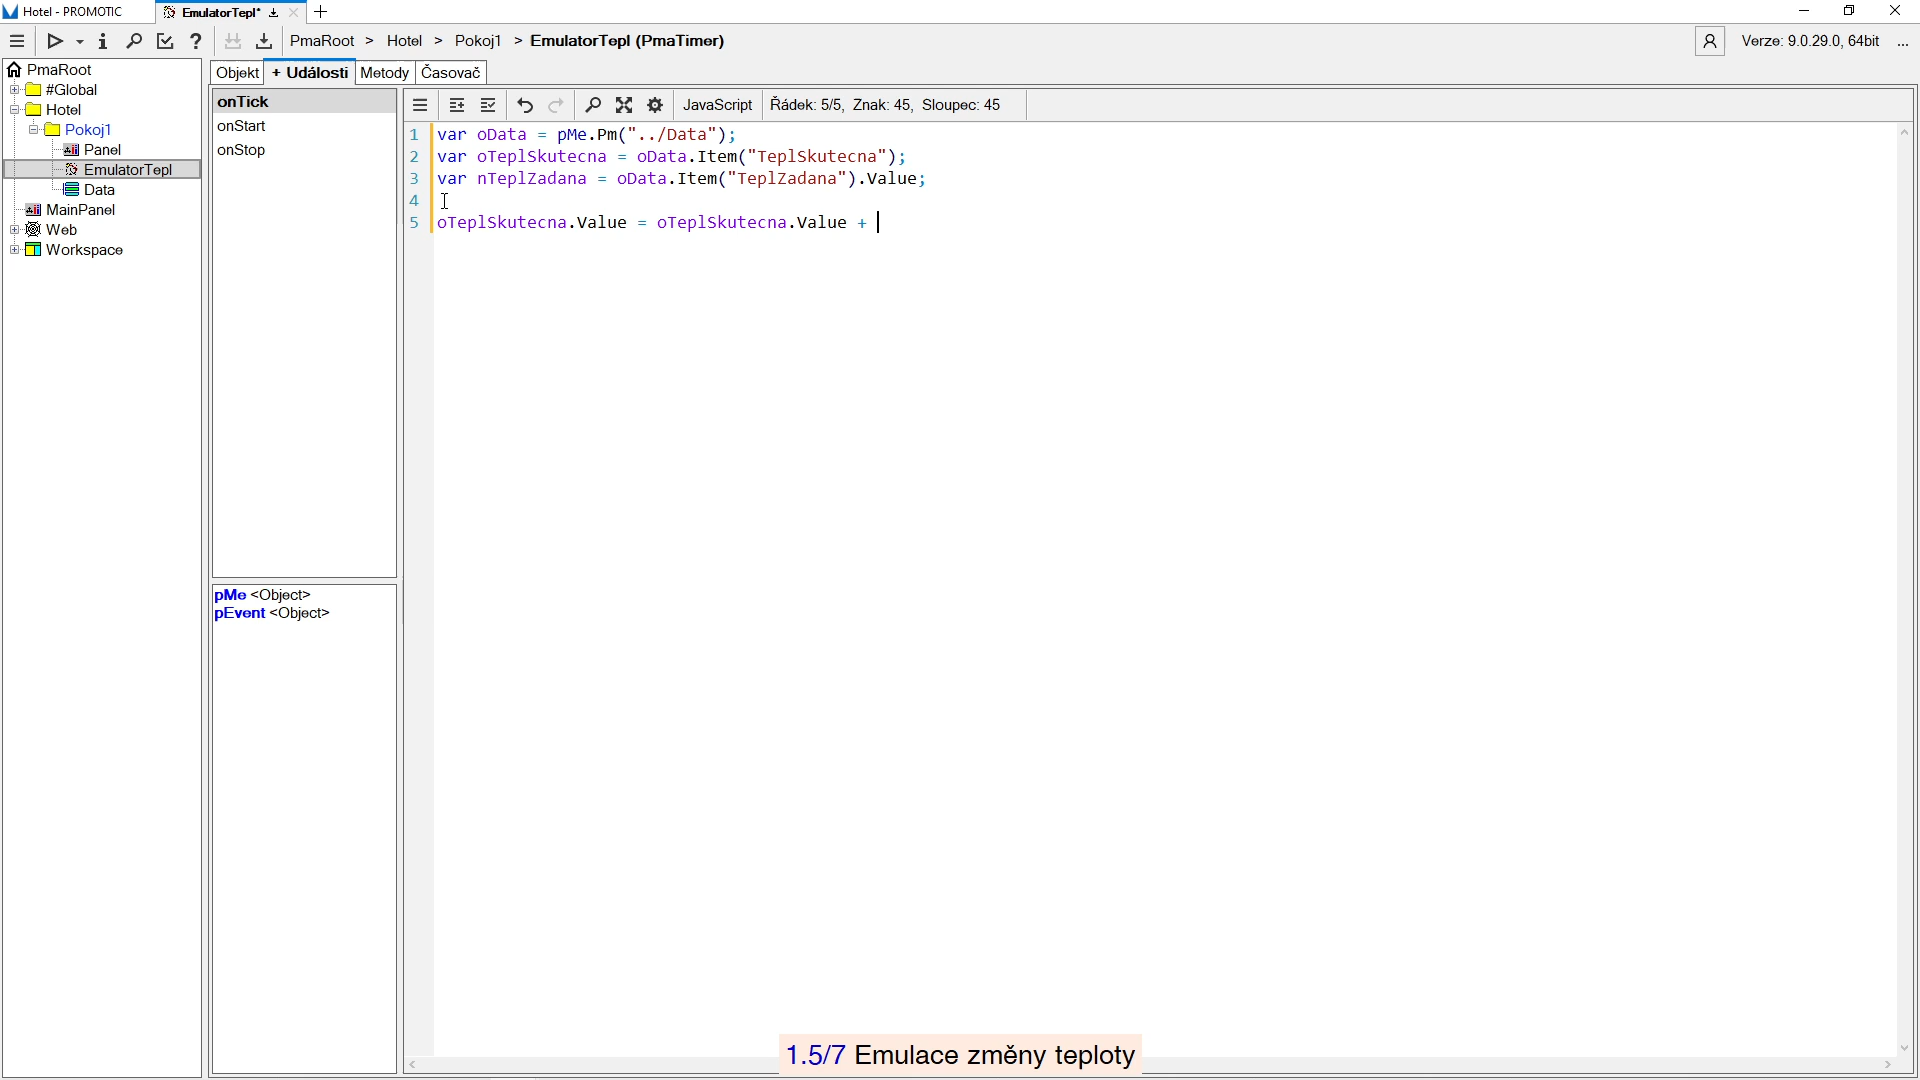 Hotel - PROMOTIC
EmulatorTepl*
PmaRoot > Hotel > Pokoj1 > EmulatorTepl (PmaTimer)
Verze: 9.0.29.0, 64bit ...
PmaRoot
#Global
Hotel
Pokoj1
Panel
EmulatorTepl
Data
MainPanel
Web
Workspace
Objekt
+ Události
Metody
Časovač
onTick
onStart
onStop
pMe <Object>
pEvent <Object>
JavaScript
Řádek: 5/5, Znak: 45, Sloupec: 45
1 var oData = pMe.Pm("../Data");
2 var oTeplSkutecna = oData.Item("TeplSkutecna");
3 var nTeplZadana = oData.Item("TeplZadana").Value;
4
5 oTeplSkutecna.Value = oTeplSkutecna.Value +
1.5/7 Emulace změny teploty